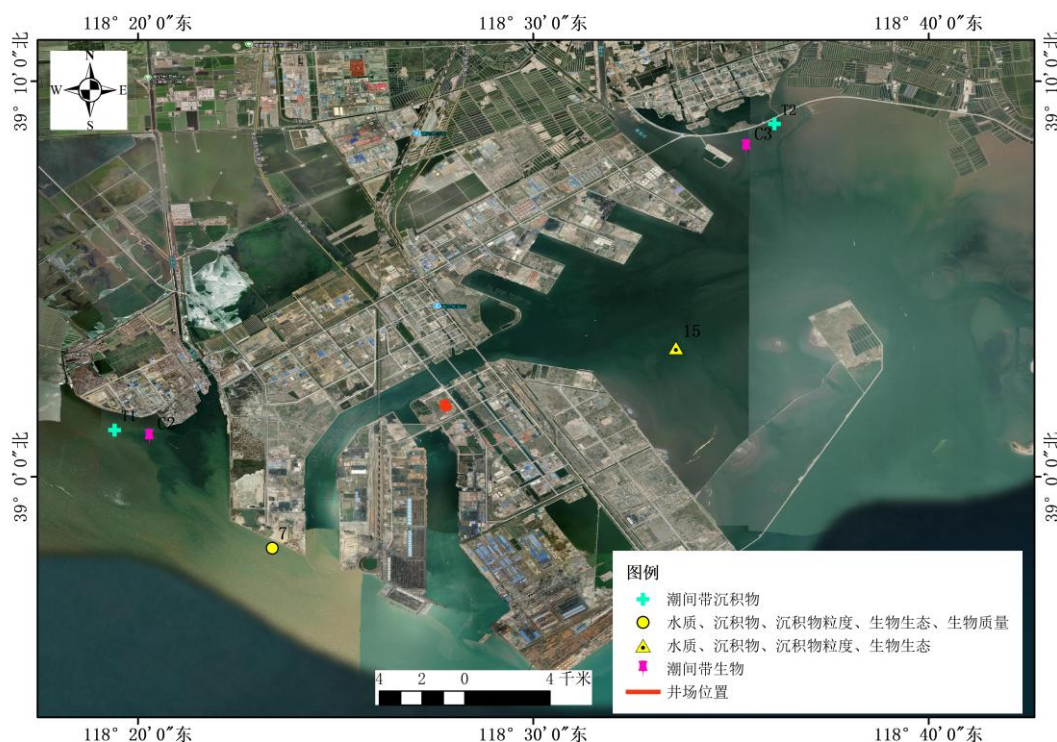 118° 20′0″东
118° 30′0″东
118° 40′0″东
39° 10′0″北
39° 10′0″北
N
W
E
S
T2
C3
15
T1
C2
39° 0′0″北
39° 0′0″北
7
图例
潮间带沉积物
水质、沉积物、沉积物粒度、生物生态、生物质量
水质、沉积物、沉积物粒度、生物生态
潮间带生物
井场位置
4 2 0 4 千米
118° 20′0″东
118° 30′0″东
118° 40′0″东